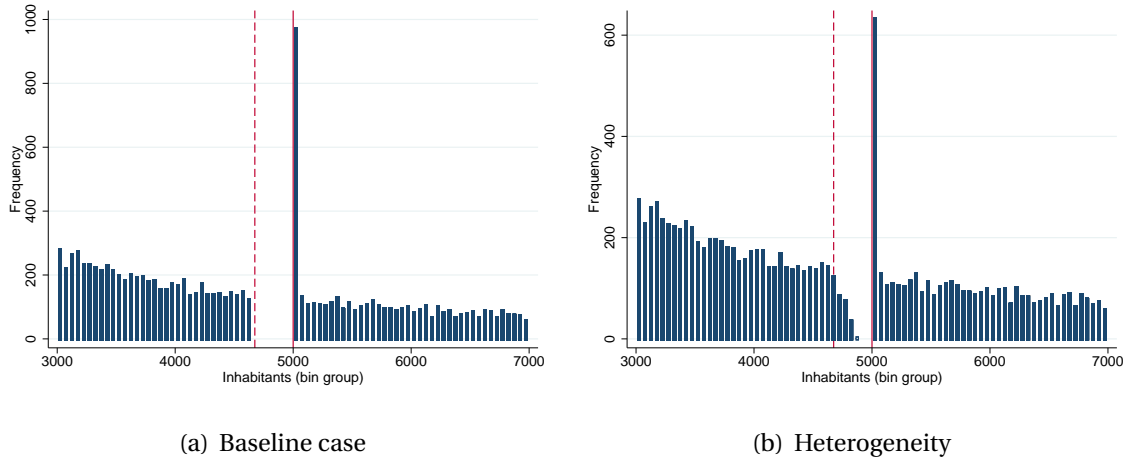 1000
800
600
400
200
0
Frequency
3000 4000 5000 6000 7000
Inhabitants (bin group)
(a) Baseline case
600
400
200
0
Frequency
3000 4000 5000 6000 7000
Inhabitants (bin group)
(b) Heterogeneity